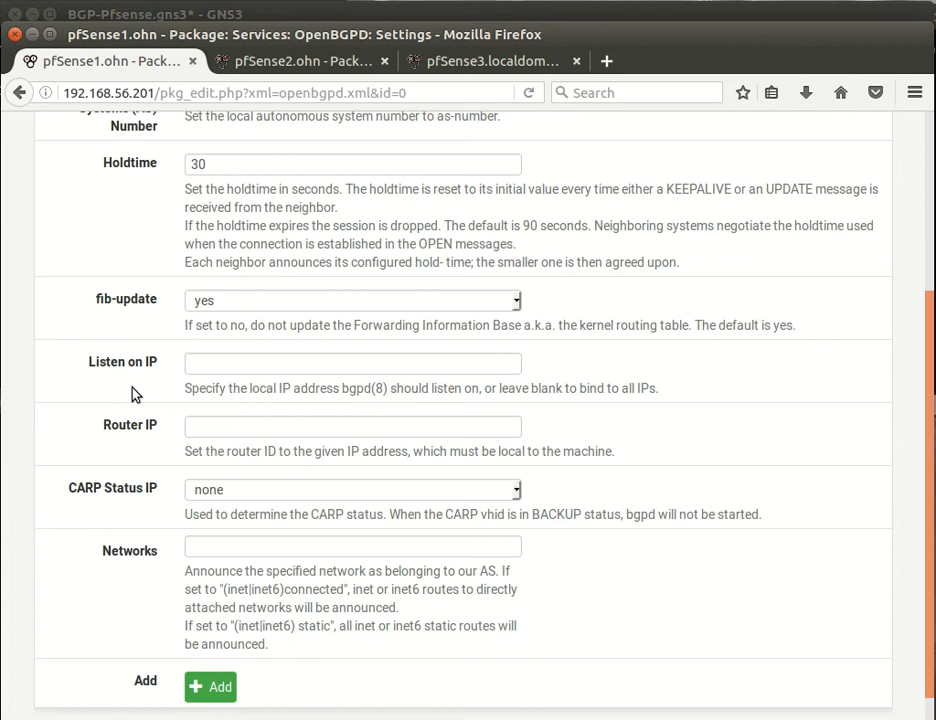 BGP-Pfsense.gns3* - GNS3
pfSense1.ohn - Package: Services: OpenBGPD: Settings - Mozilla Firefox
pfSense1.ohn - Pack... × pfSense2.ohn - Pack... × pfSense3.localdom... × +
192.168.56.201/pkg_edit.php?xml=openbgpd.xml&id=0 Search
Systems (AS)
Number
Set the local autonomous system number to as-number.
Holdtime 30
Set the holdtime in seconds. The holdtime is reset to its initial value every time either a KEEPALIVE or an UPDATE message is
received from the neighbor.
If the holdtime expires the session is dropped. The default is 90 seconds. Neighboring systems negotiate the holdtime used
when the connection is established in the OPEN messages.
Each neighbor announces its configured hold- time; the smaller one is then agreed upon.
fib-update yes
If set to no, do not update the Forwarding Information Base a.k.a. the kernel routing table. The default is yes.
Listen on IP
Specify the local IP address bgpd(8) should listen on, or leave blank to bind to all IPs.
Router IP
Set the router ID to the given IP address, which must be local to the machine.
CARP Status IP none
Used to determine the CARP status. When the CARP vhid is in BACKUP status, bgpd will not be started.
Networks
Announce the specified network as belonging to our AS. If
set to "(inet|inet6)connected", inet or inet6 routes to directly
attached networks will be announced.
If set to "(inet|inet6) static", all inet or inet6 static routes will
be announced.
Add + Add